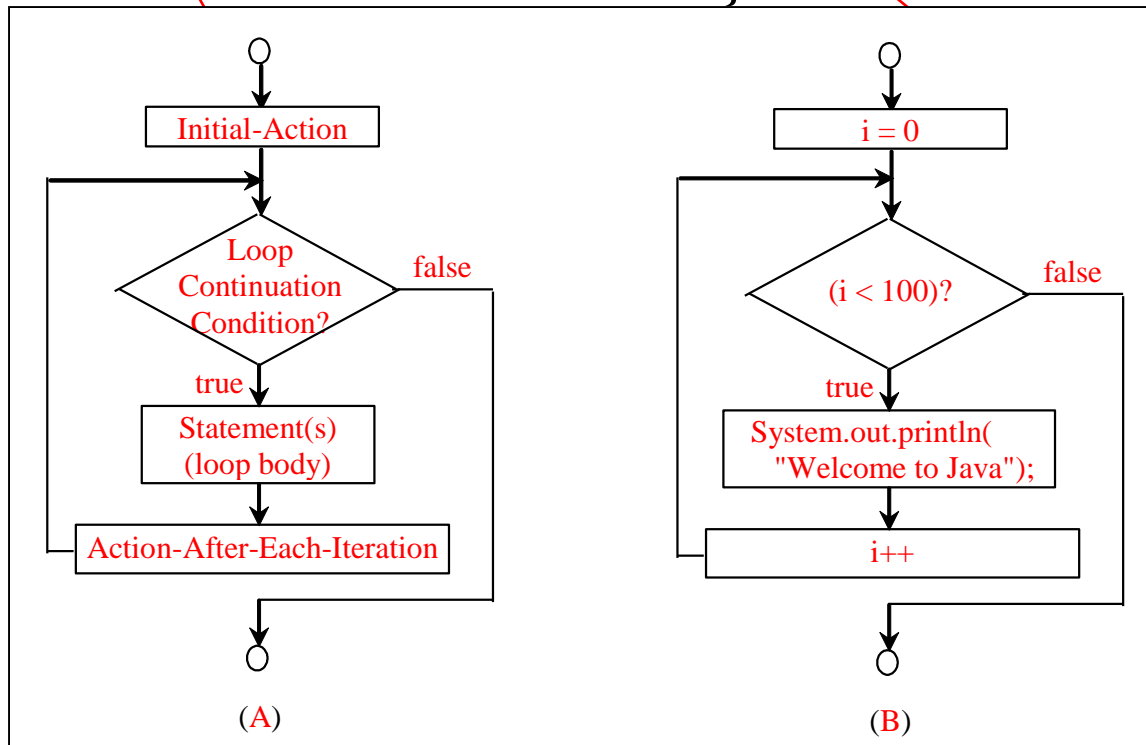 Initial-Action
Loop
Continuation
Condition?
false
true
Statement(s)
(loop body)
Action-After-Each-Iteration
(A)
i = 0
(i < 100)?
false
true
System.out.println(
"Welcome to Java");
i++
(B)